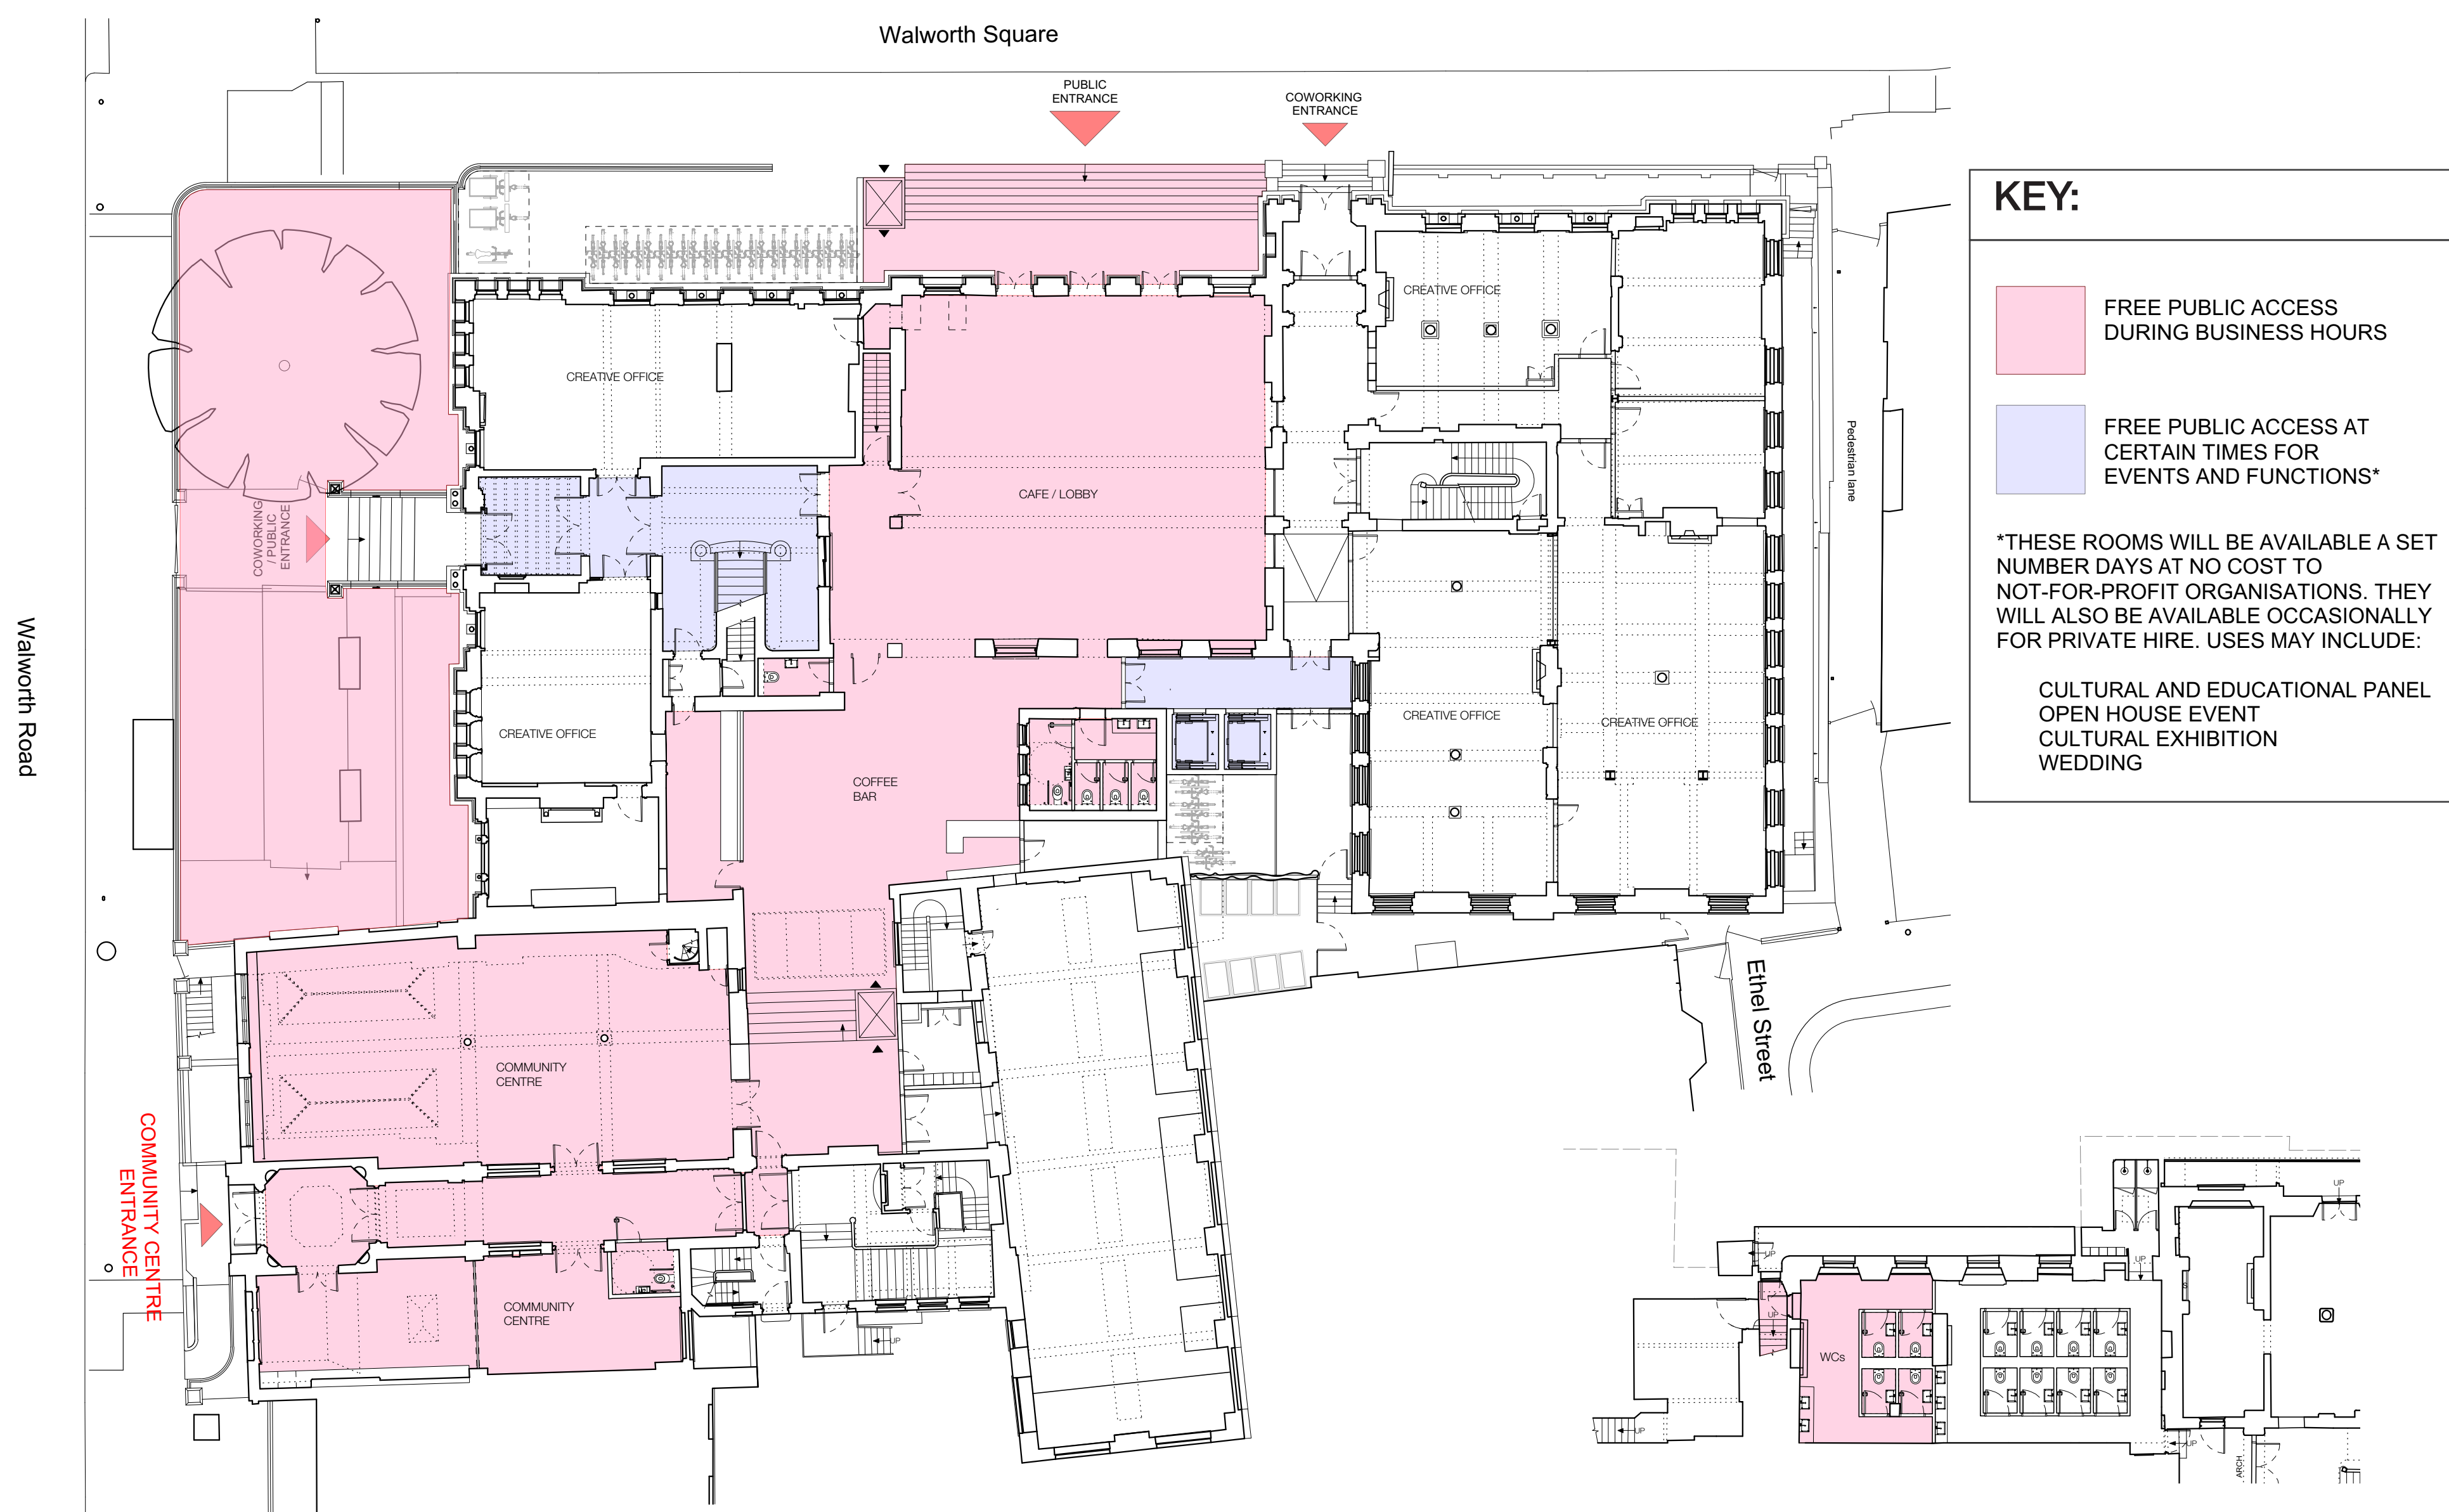 Walworth Square
PUBLIC
ENTRANCE
COWORKING
ENTRANCE
KEY:
FREE PUBLIC ACCESS
DURING BUSINESS HOURS
FREE PUBLIC ACCESS AT
CERTAIN TIMES FOR
EVENTS AND FUNCTIONS*
*THESE ROOMS WILL BE AVAILABLE A SET
NUMBER DAYS AT NO COST TO
NOT-FOR-PROFIT ORGANISATIONS. THEY
WILL ALSO BE AVAILABLE OCCASIONALLY
FOR PRIVATE HIRE. USES MAY INCLUDE:
CULTURAL AND EDUCATIONAL PANEL
OPEN HOUSE EVENT
CULTURAL EXHIBITION
WEDDING
CREATIVE OFFICE
CREATIVE OFFICE
Pedestrian lane
CAFE / LOBBY
COWORKING
/ PUBLIC
ENTRANCE
Walworth Road
CREATIVE OFFICE
CREATIVE OFFICE
CREATIVE OFFICE
COFFEE
BAR
Ethel Street
COMMUNITY
CENTRE
COMMUNITY CENTRE
ENTRANCE
COMMUNITY
CENTRE
UP
UP
UP
UP
UP
WCs
UP
UP
S
ARCH